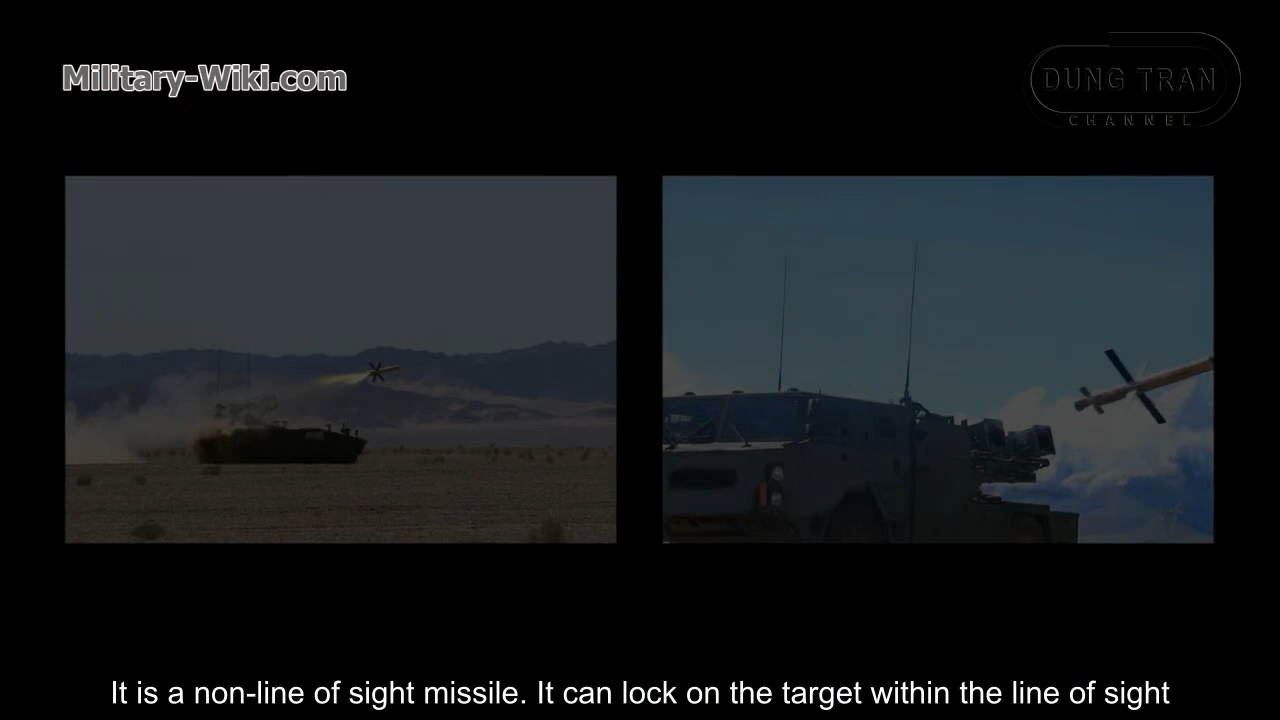 Military-Wiki.com
DUNG TRAN
CHANNEL
It is a non-line of sight missile. It can lock on the target within the line of sight